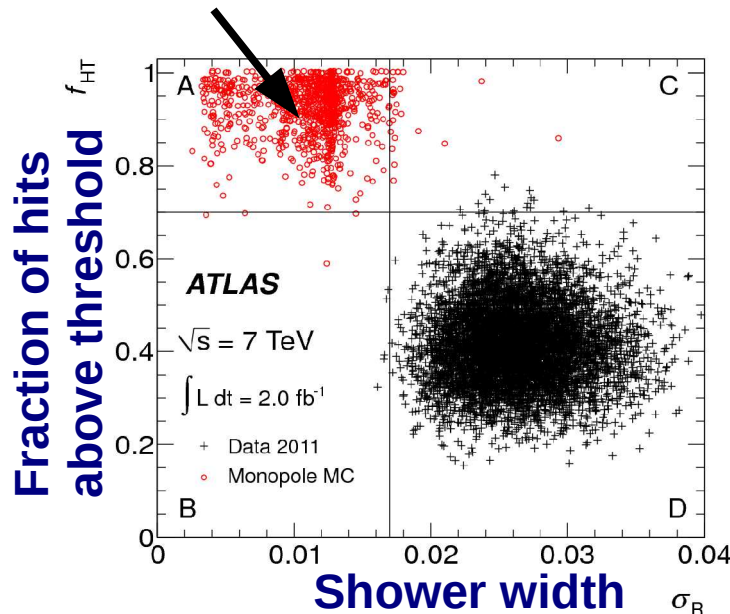 Fraction of hits
above threshold
f_HT
1
0.8
0.6
0.4
0.2
0
A
C
ATLAS
√s = 7 TeV
∫ L dt = 2.0 fb⁻¹
+ Data 2011
○ Monopole MC
B
D
0
0.01
0.02
0.03
0.04
Shower width
σ_R